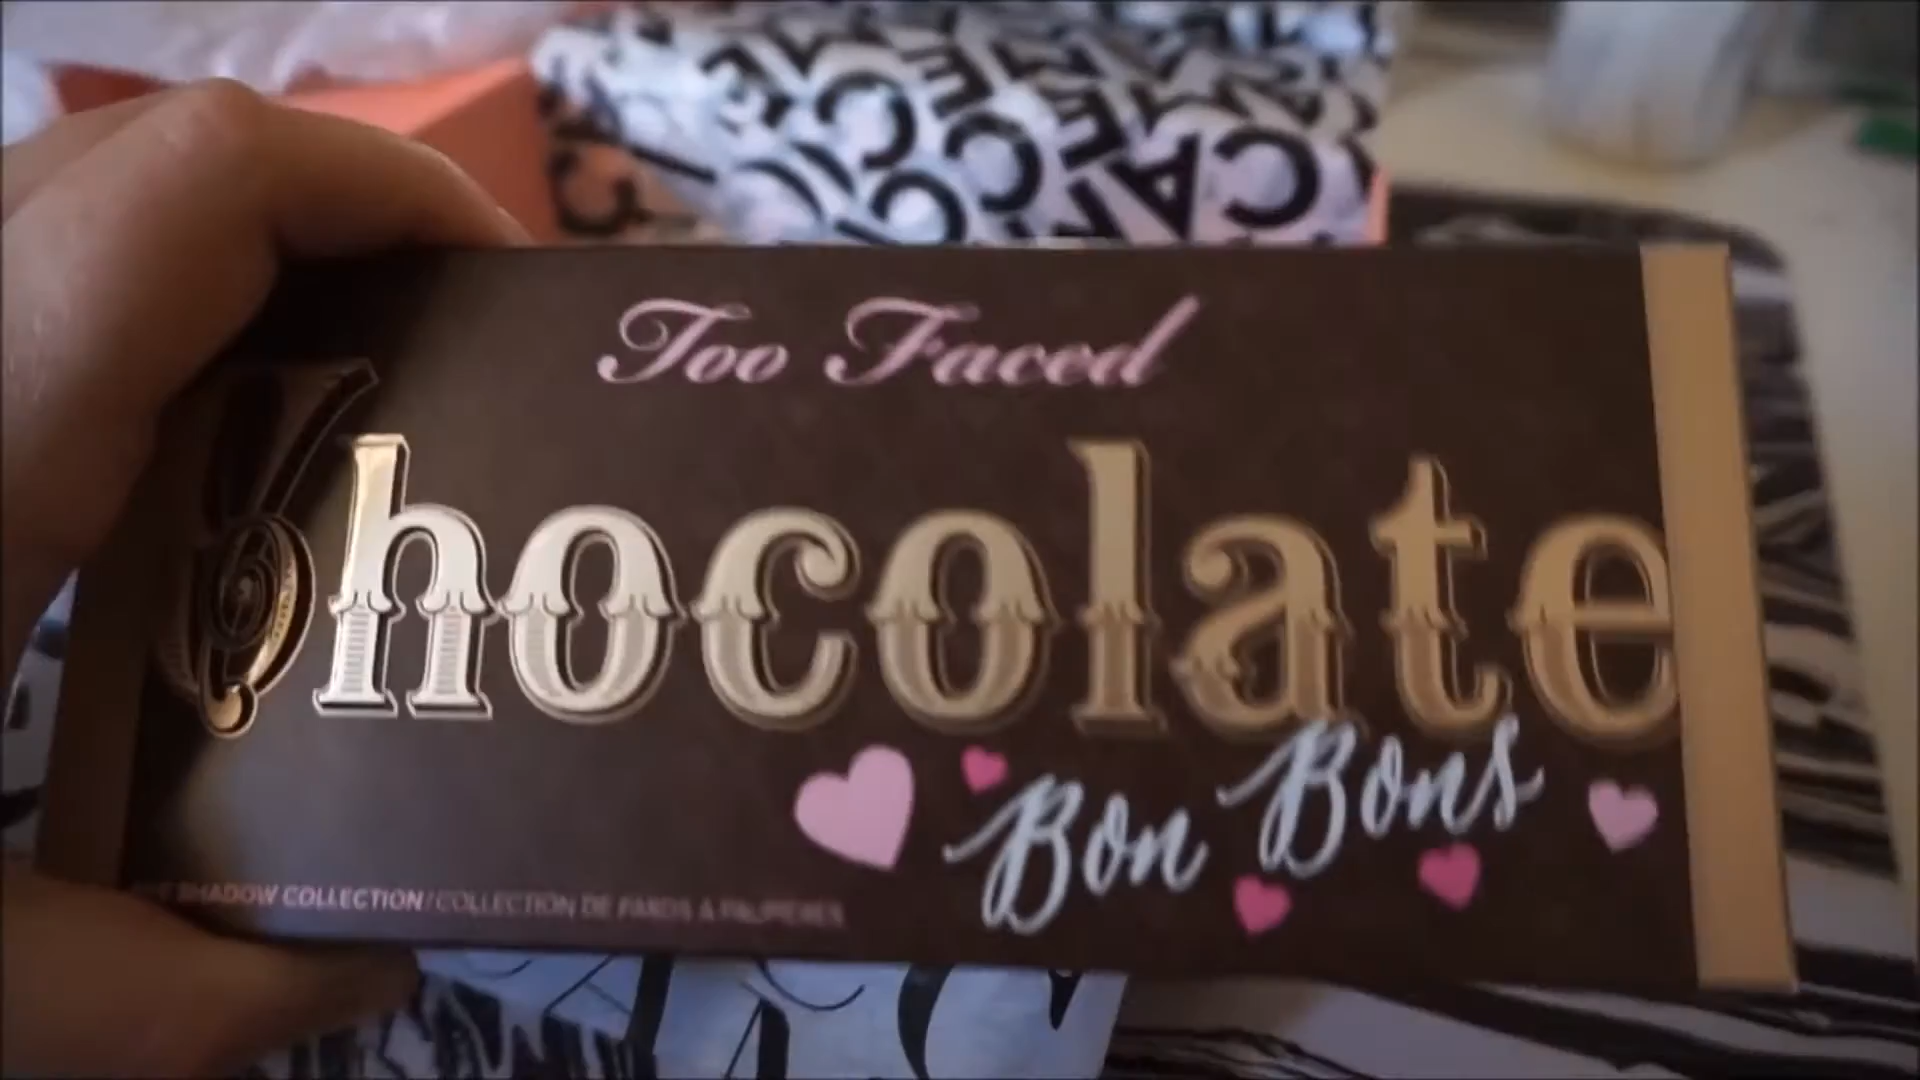 Too Faced
Chocolate
Bon Bons
SHADOW COLLECTION/COLLECTION DE FARDS À PAUPIÈRES